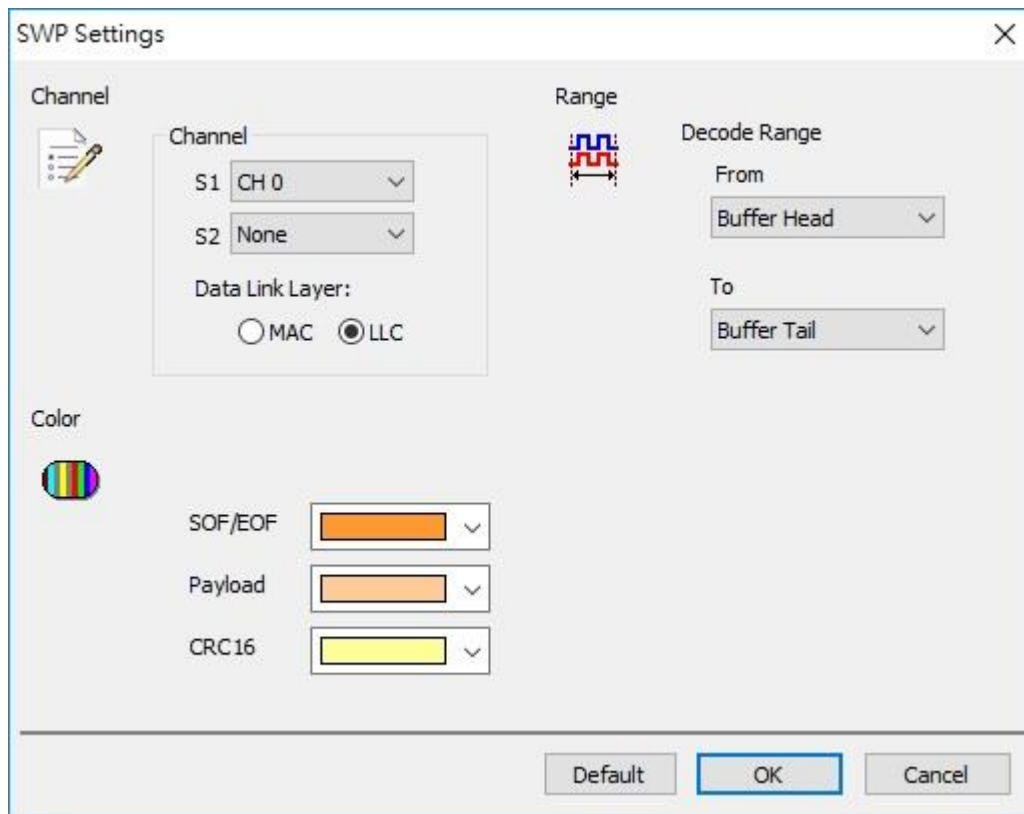 SWP Settings
Channel
Channel
S1 CH 0
S2 None
Data Link Layer:
MAC LLC
Range
Decode Range
From
Buffer Head
To
Buffer Tail
Color
SOF/EOF
Payload
CRC16
Default OK Cancel